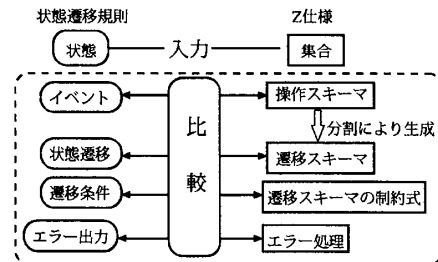 状態遷移規則 Z仕様
状態 入力 集合
イベント 操作スキーマ
分割により生成
比較
状態遷移 遷移スキーマ
遷移条件 遷移スキーマの制約式
エラー出力 エラー処理